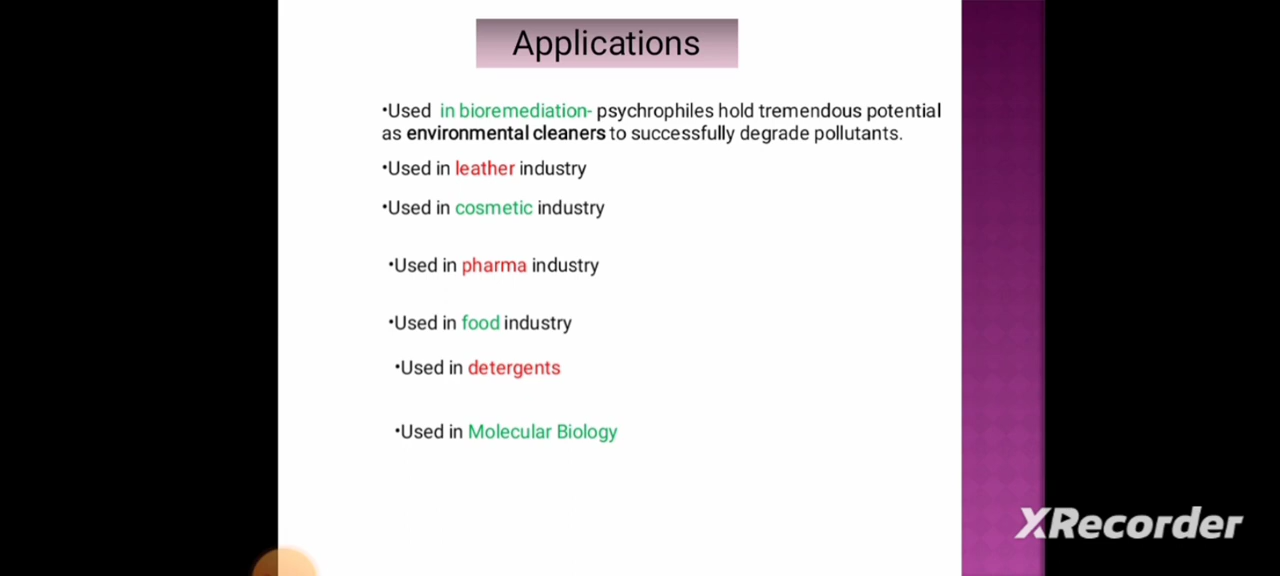 Applications
•Used in bioremediation- psychrophiles hold tremendous potential
as environmental cleaners to successfully degrade pollutants.
•Used in leather industry
•Used in cosmetic industry
•Used in pharma industry
•Used in food industry
•Used in detergents
•Used in Molecular Biology
XRecorder